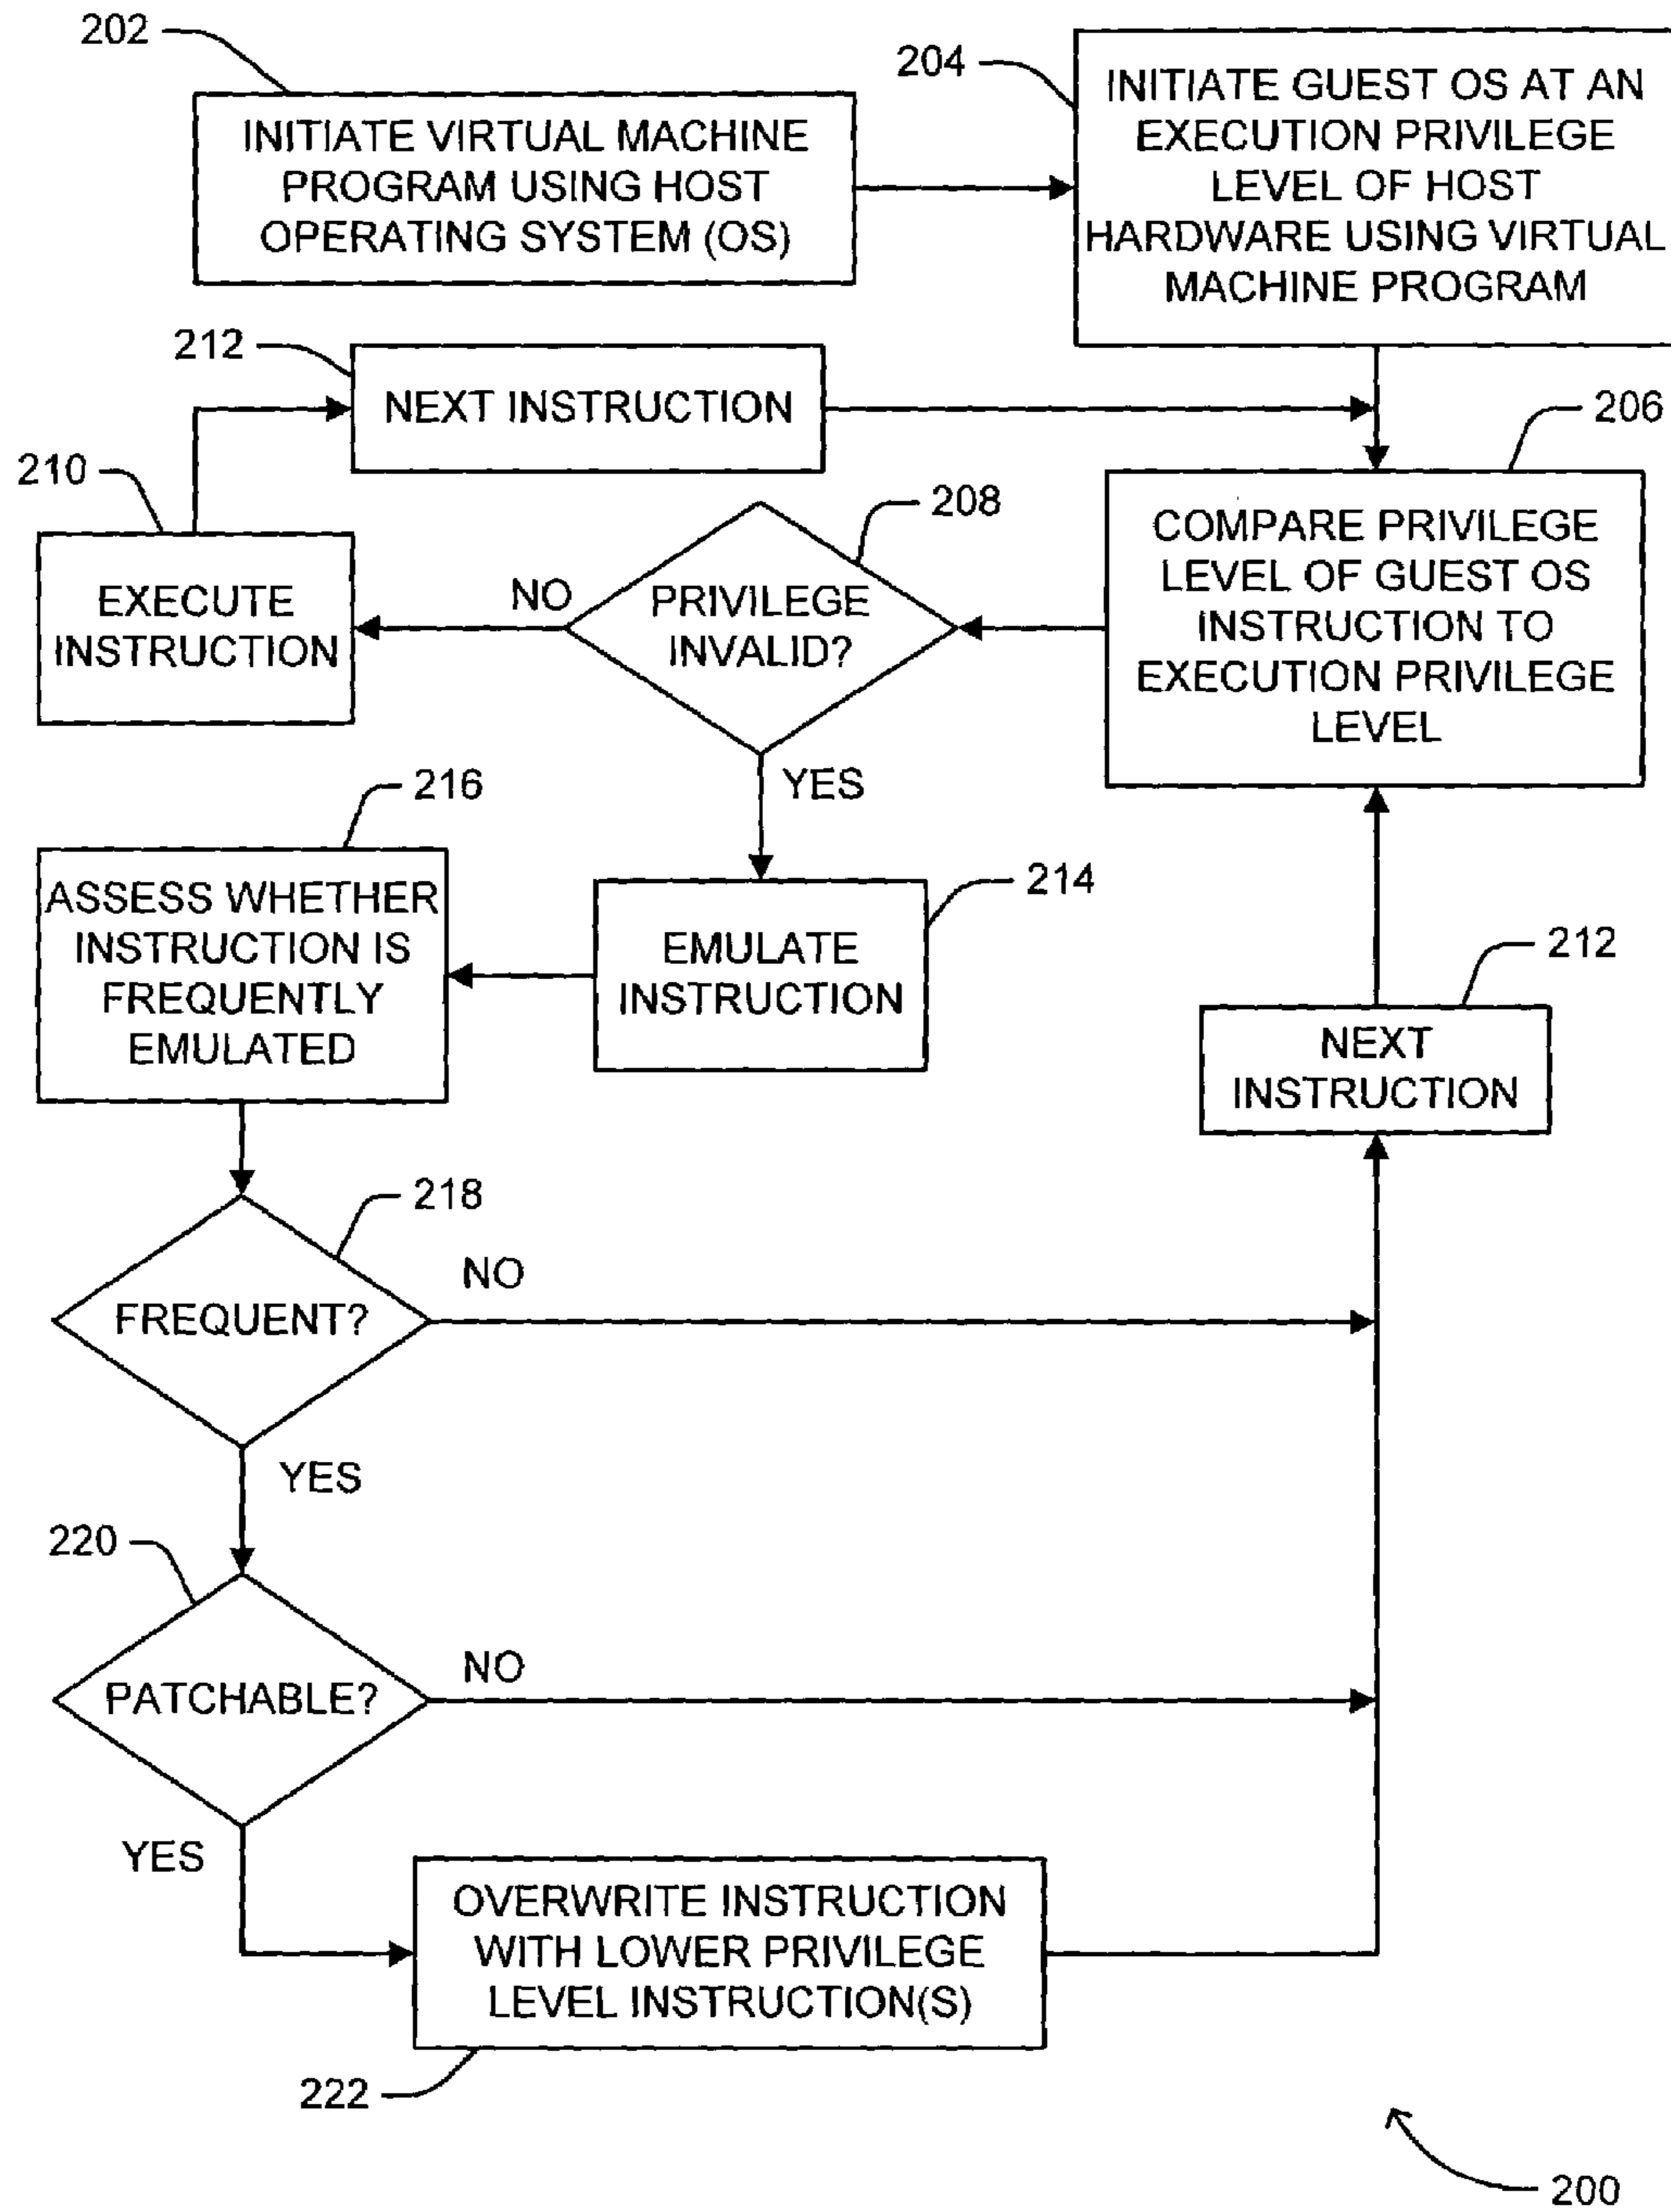 202
INITIATE VIRTUAL MACHINE
PROGRAM USING HOST
OPERATING SYSTEM (OS)
204
INITIATE GUEST OS AT AN
EXECUTION PRIVILEGE
LEVEL OF HOST
HARDWARE USING VIRTUAL
MACHINE PROGRAM
212
NEXT INSTRUCTION
206
COMPARE PRIVILEGE
LEVEL OF GUEST OS
INSTRUCTION TO
EXECUTION PRIVILEGE
LEVEL
208
PRIVILEGE
INVALID?
NO
210
EXECUTE
INSTRUCTION
YES
214
EMULATE
INSTRUCTION
216
ASSESS WHETHER
INSTRUCTION IS
FREQUENTLY
EMULATED
212
NEXT
INSTRUCTION
218
FREQUENT?
NO
YES
220
PATCHABLE?
NO
YES
OVERWRITE INSTRUCTION
WITH LOWER PRIVILEGE
LEVEL INSTRUCTION(S)
222
200